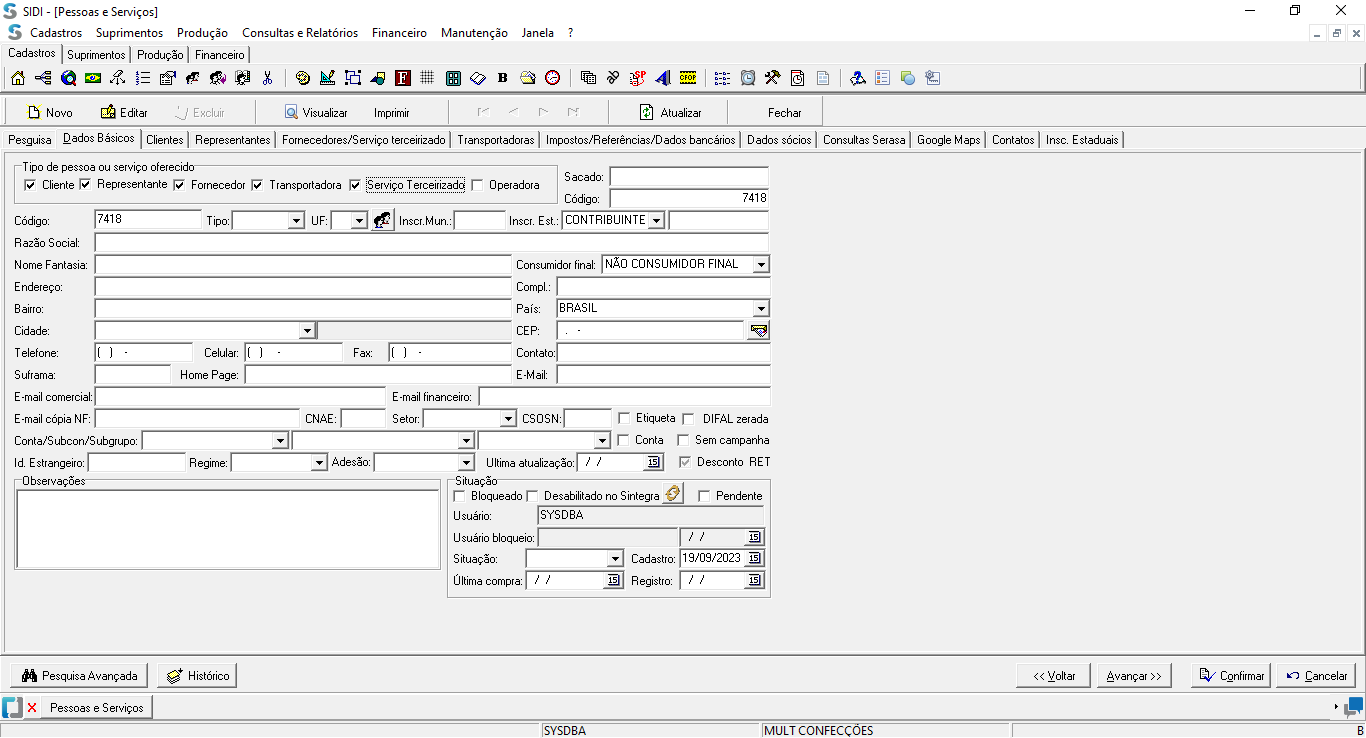 SIDI - [Pessoas e Serviços]
Cadastros Suprimentos Produção Consultas e Relatórios Financeiro Manutenção Janela ?
Cadastros Suprimentos Produção Financeiro
Novo Editar Excluir Visualizar Imprimir Atualizar Fechar
Pesquisa Dados Básicos Clientes Representantes Fornecedores/Serviço terceirizado Transportadoras Impostos/Referências/Dados bancários Dados sócios Consultas Serasa Google Maps Contatos Insc. Estaduais
Tipo de pessoa ou serviço oferecido
Cliente Representante Fornecedor Transportadora Serviço Terceirizado Operadora
Sacado:
Código: 7418
Código: 7418 Tipo: UF: Inscr.Mun.: Inscr. Est.: CONTRIBUINTE
Razão Social:
Nome Fantasia: Consumidor final: NÃO CONSUMIDOR FINAL
Endereço: Compl.:
Bairro: País: BRASIL
Cidade: CEP: . -
Telefone: ( ) - Celular: ( ) - Fax: ( ) - Contato:
Suframa: Home Page: E-Mail:
E-mail comercial: E-mail financeiro:
E-mail cópia NF: CNAE: Setor: CSOSN: Etiqueta DIFAL zerada
Conta/Subcon/Subgrupo: Conta Sem campanha
Id. Estrangeiro: Regime: Adesão: Ultima atualização: / / 15 Desconto RET
Observações
Situação
Bloqueado Desabilitado no Sintegra Pendente
Usuário: SYSDBA
Usuário bloqueio: / / 15
Situação: Cadastro: 19/09/2023 15
Última compra: / / 15 Registro: / / 15
Pesquisa Avançada Histórico << Voltar Avançar >> Confirmar Cancelar
Pessoas e Serviços
SYSDBA MULT CONFECÇÕES B